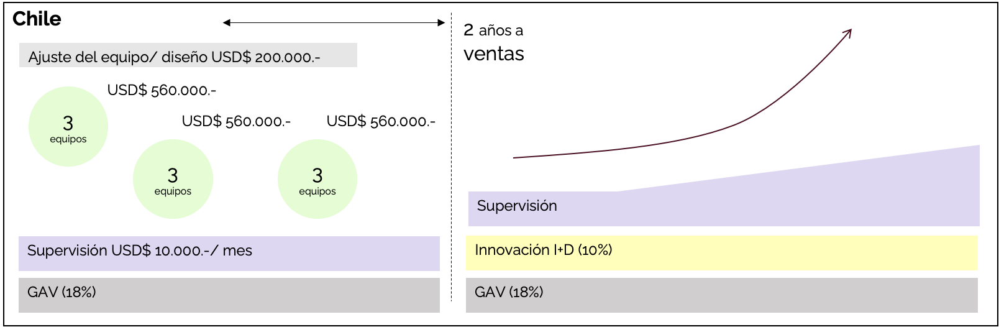 Chile
Ajuste del equipo/ diseño USD$ 200.000.-
USD$ 560.000.-
3
equipos
USD$ 560.000.-
3
equipos
USD$ 560.000.-
3
equipos
Supervisión USD$ 10.000.-/ mes
GAV (18%)
2 años a
ventas
Supervisión
Innovación I+D (10%)
GAV (18%)